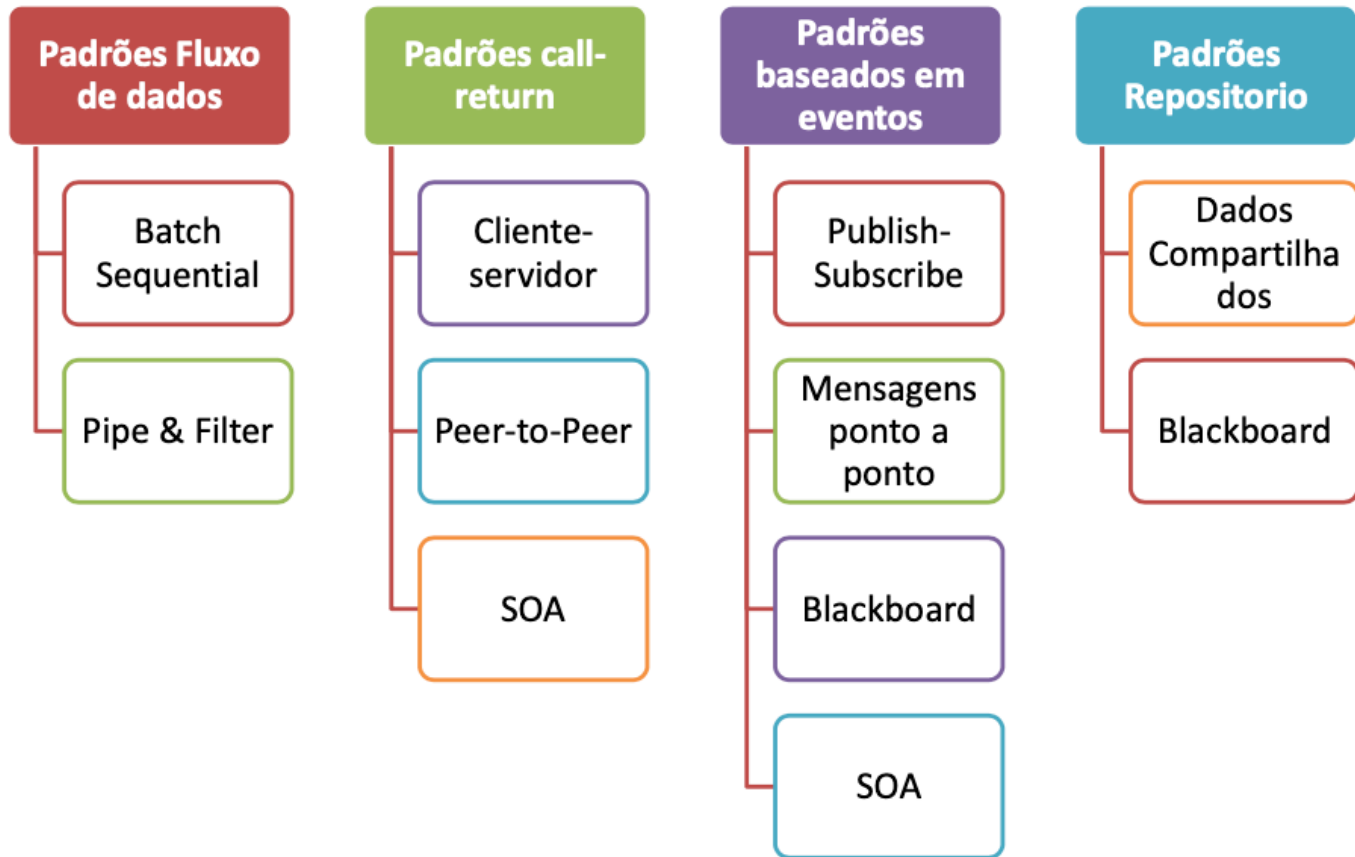 Padrões Fluxo
de dados
Batch
Sequential
Pipe & Filter
Padrões call-
return
Cliente-
servidor
Peer-to-Peer
SOA
Padrões
baseados em
eventos
Publish-
Subscribe
Mensagens
ponto a
ponto
Blackboard
SOA
Padrões
Repositorio
Dados
Compartilha
dos
Blackboard